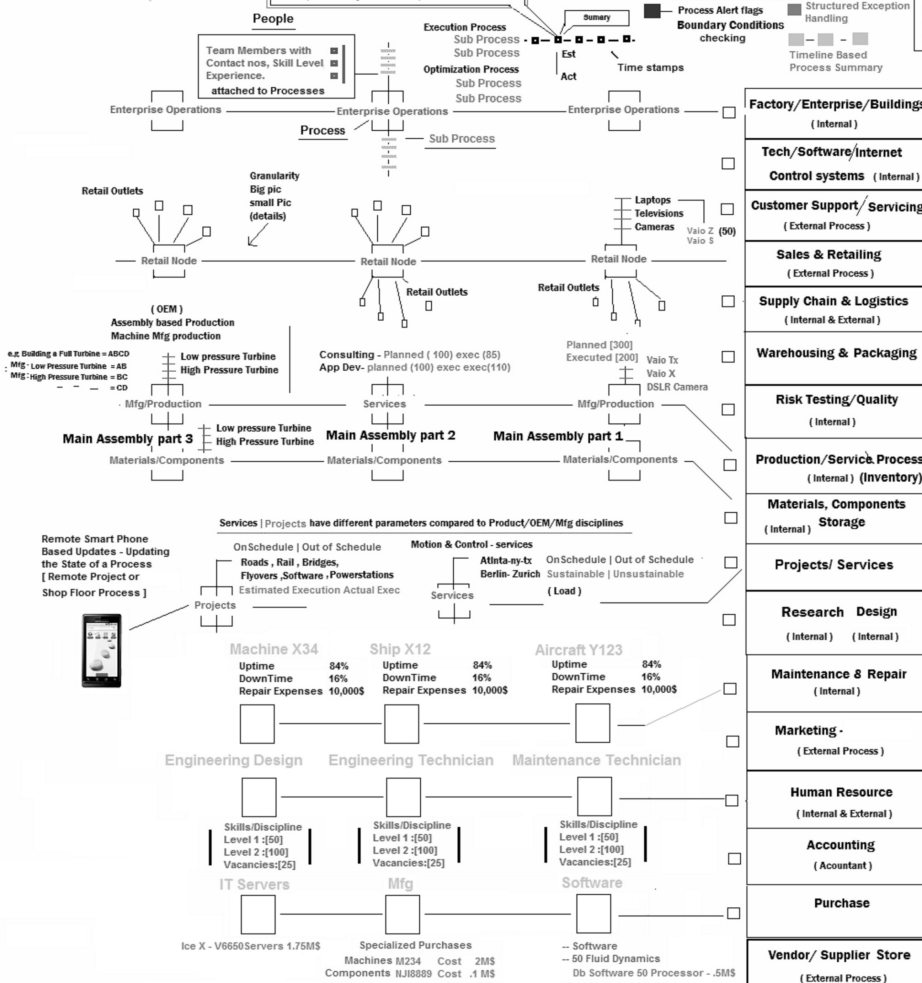 People
Team Members with
Contact nos, Skill Level
Experience.
attached to Processes
Execution Process
Sub Process
Sub Process
Optimization Process
Sub Process
Sub Process
Sumary
Est
Act
Time stamps
Process Alert flags
Boundary Conditions
checking
Structured Exception
Handling
Timeline Based
Process Summary
Enterprise Operations
Enterprise Operations
Enterprise Operations
Process
Sub Process
Retail Outlets
Granularity
Big pic
small Pic
(details)
Laptops
Televisions
Cameras
Vaio Z (50)
Vaio S
Retail Node
Retail Node
Retail Node
Retail Outlets
Retail Outlets
( OEM )
Assembly based Production
Machine Mfg production
e.g Building a Full Turbine = ABCD
: Mfg - Low Pressure Turbine = AB
Mfg : High Pressure Turbine = BC
= CD
Low pressure Turbine
High Pressure Turbine
Consulting - Planned ( 100) exec (85)
App Dev- planned (100) exec exec(110)
Planned [300]
Executed [200]
Vaio Tx
Vaio X
DSLR Camera
Mfg/Production
Services
Mfg/Production
Main Assembly part 3
Low pressure Turbine
High Pressure Turbine
Main Assembly part 2
Main Assembly part 1
Materials/Components
Materials/Components
Materials/Components
Services | Projects have different parameters compared to Product/OEM/Mfg disciplines
Remote Smart Phone
Based Updates - Updating
the State of a Process
[ Remote Project or
Shop Floor Process ]
OnSchedule | Out of Schedule
Roads , Rail , Bridges,
Flyovers ,Software , Powerstations
Estimated Execution Actual Exec
Projects
Motion & Control - services
Atlnta-ny-tx
Berlin- Zurich
OnSchedule | Out of Schedule
Sustainable | Unsustainable
( Load )
Services
Machine X34
Uptime 84%
DownTime 16%
Repair Expenses 10,000$
Ship X12
Uptime 84%
DownTime 16%
Repair Expenses 10,000$
Aircraft Y123
Uptime 84%
DownTime 16%
Repair Expenses 10,000$
Engineering Design
Engineering Technician
Maintenance Technician
Skills/Discipline
Level 1 :[50]
Level 2 :[100]
Vacancies:[25]
Skills/Discipline
Level 1 :[50]
Level 2 :[100]
Vacancies:[25]
Skills/Discipline
Level 1 :[50]
Level 2 :[100]
Vacancies:[25]
IT Servers
Mfg
Software
Ice X - V6650Servers 1.75M$
Specialized Purchases
Machines M234 Cost 2M$
Components NJI8889 Cost .1 M$
-- Software
-- 50 Fluid Dynamics
Db Software 50 Processor - .5M$
Factory/Enterprise/Buildings
( Internal )
Tech/Software/Internet
Control systems ( Internal )
Customer Support/ Servicing
( External Process )
Sales & Retailing
( External Process )
Supply Chain & Logistics
( Internal & External )
Warehousing & Packaging
Risk Testing/Quality
( Internal )
Production/Service Process
( Internal ) (Inventory)
Materials, Components
( Internal ) Storage
Projects/ Services
Research Design
( Internal ) ( Internal )
Maintenance & Repair
( Internal )
Marketing -
( External Process )
Human Resource
( Internal & External )
Accounting
( Acountant )
Purchase
Vendor/ Supplier Store
( External Process )